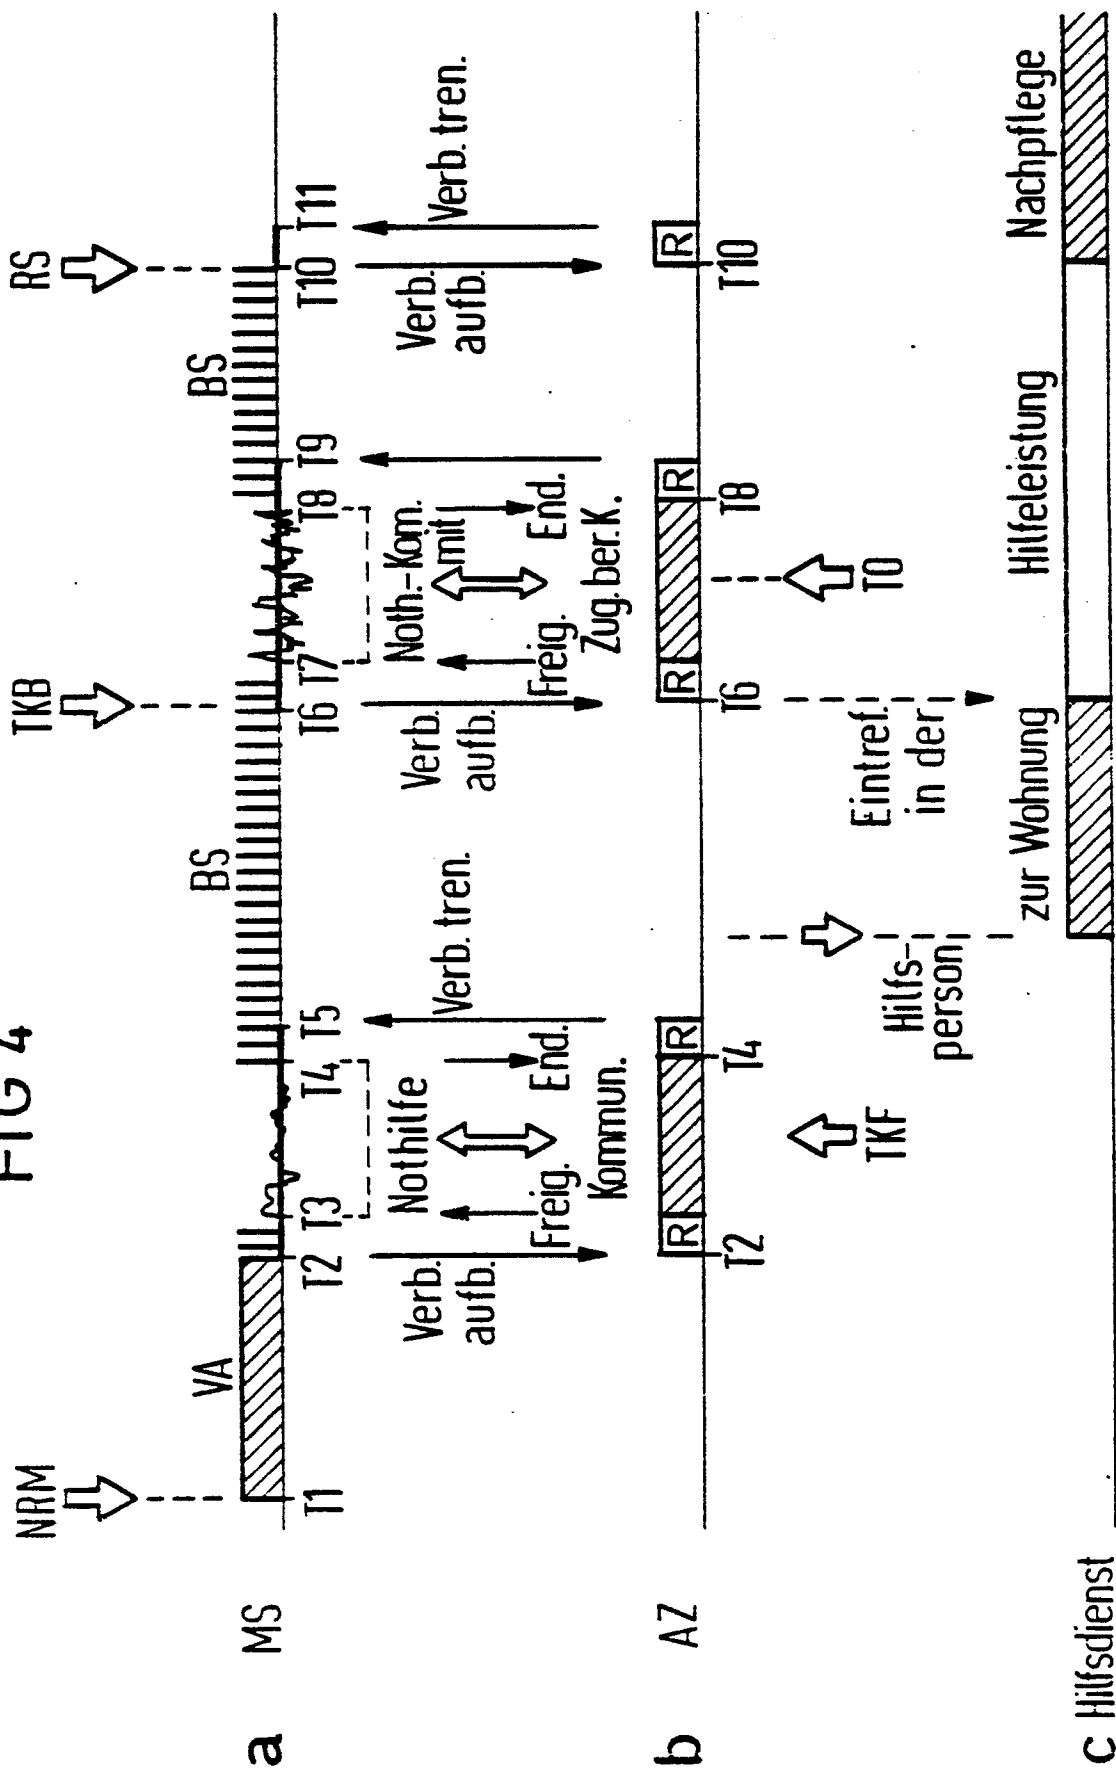 FIG 4
NRM
TKB
RS
VA
BS
BS
a MS
T1
T2
T3
T4
T5
T6
T7
T8
T9
T10
T11
Verb.
aufb.
Nothilfe
Freig.
End.
Kommun.
Verb. tren.
Verb.
aufb.
Noth.-Kom.
mit
Freig.
End.
Zug.ber.K.
Verb.
aufb.
Verb. tren.
b AZ
R
R
R
R
R
T2
T4
T6
T8
T10
TKF
TO
Hilfs-
person
Eintref.
in der
zur Wohnung
Hilfeleistung
Nachpflege
c Hilfsdienst